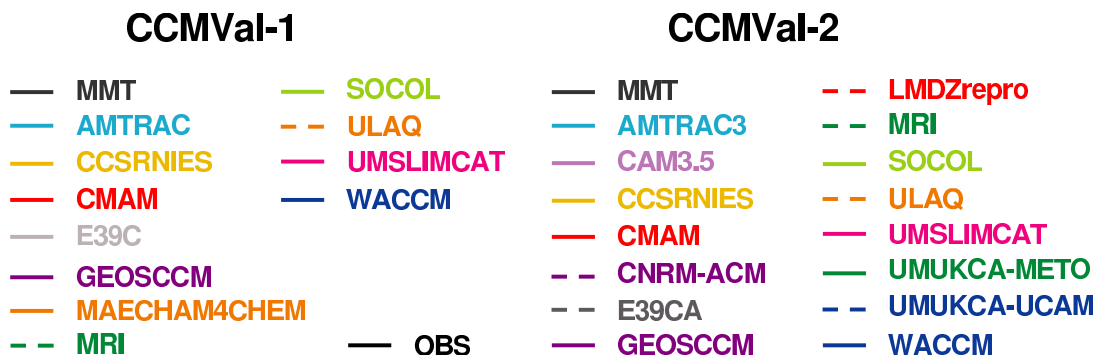 CCMVal-1
MMT
AMTRAC
CCSRNIES
CMAM
E39C
GEOSCCM
MAECHAM4CHEM
MRI
SOCOL
ULAQ
UMSLIMCAT
WACCM
OBS
CCMVal-2
MMT
AMTRAC3
CAM3.5
CCSRNIES
CMAM
CNRM-ACM
E39CA
GEOSCCM
LMDZrepro
MRI
SOCOL
ULAQ
UMSLIMCAT
UMUKCA-METO
UMUKCA-UCAM
WACCM